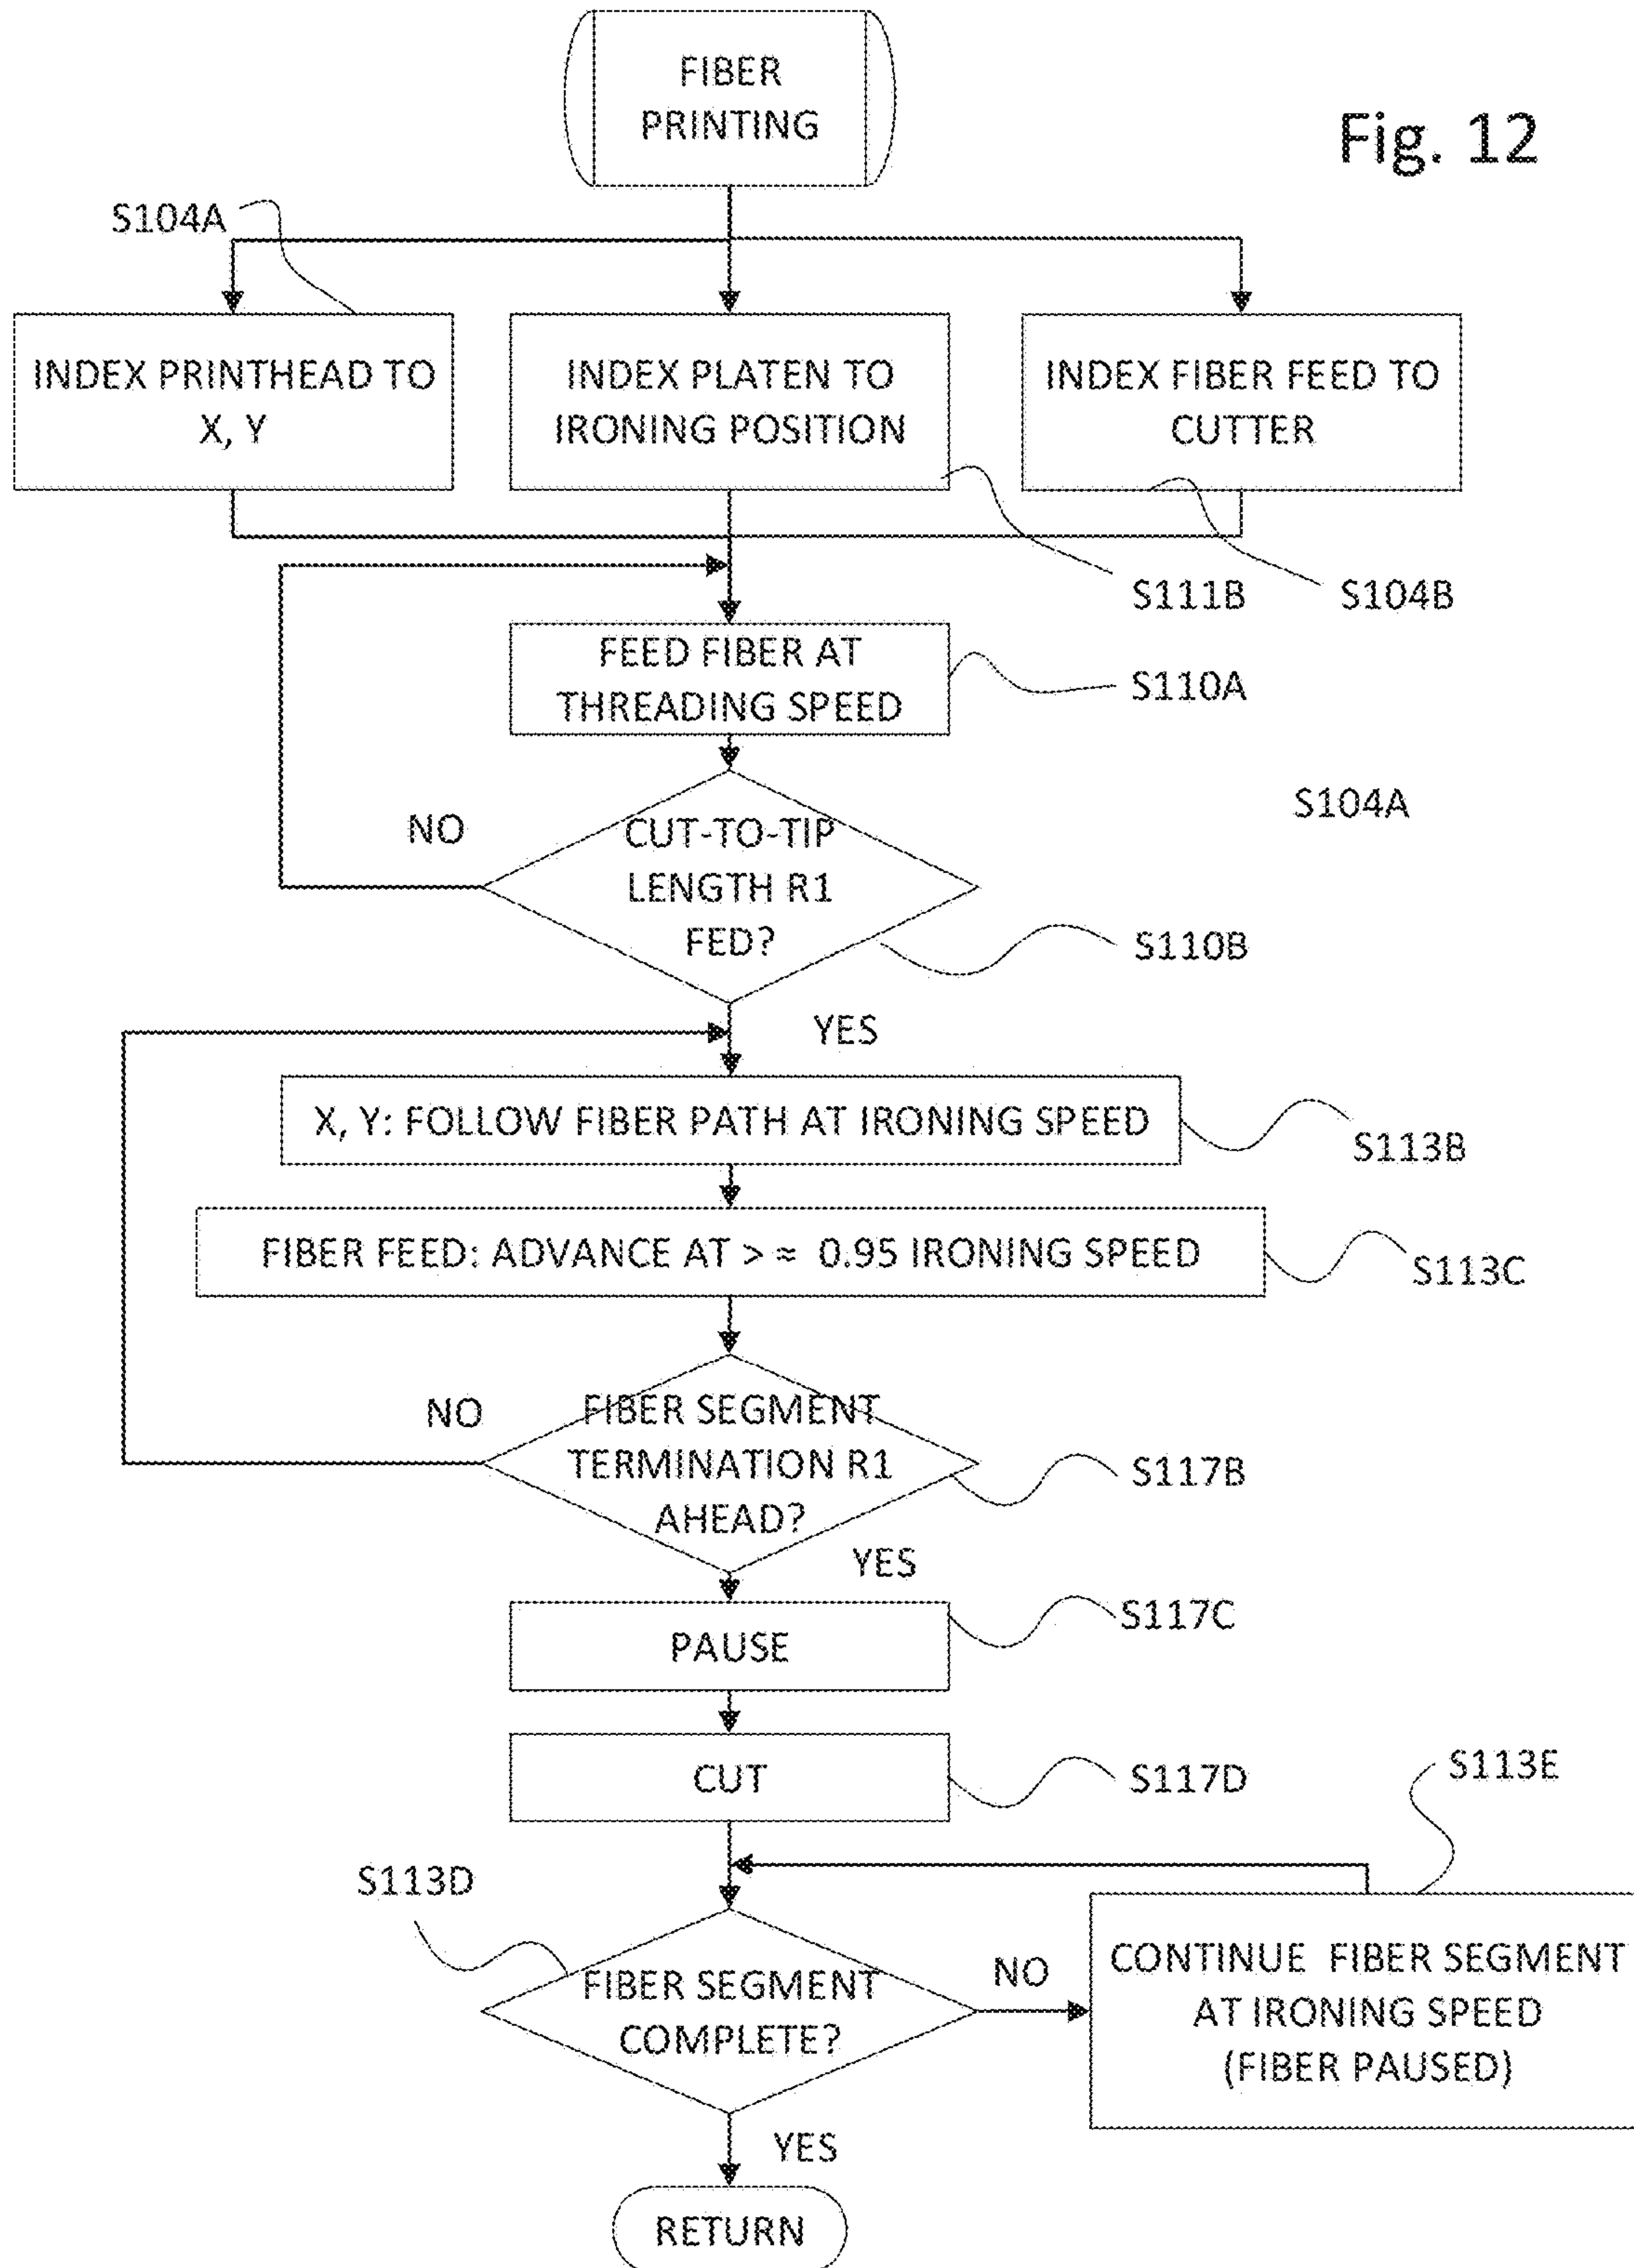 FIBER
PRINTING
Fig. 12
S104A
INDEX PRINTHEAD TO
X, Y
INDEX PLATEN TO
IRONING POSITION
INDEX FIBER FEED TO
CUTTER
S111B
S104B
FEED FIBER AT
THREADING SPEED
S110A
S104A
NO
CUT-TO-TIP
LENGTH R1
FED?
S110B
YES
X, Y: FOLLOW FIBER PATH AT IRONING SPEED
S113B
FIBER FEED: ADVANCE AT > ≈ 0.95 IRONING SPEED
S113C
NO
FIBER SEGMENT
TERMINATION R1
AHEAD?
S117B
YES
S117C
PAUSE
CUT
S117D
S113E
S113D
FIBER SEGMENT
COMPLETE?
NO
CONTINUE FIBER SEGMENT
AT IRONING SPEED
(FIBER PAUSED)
YES
RETURN